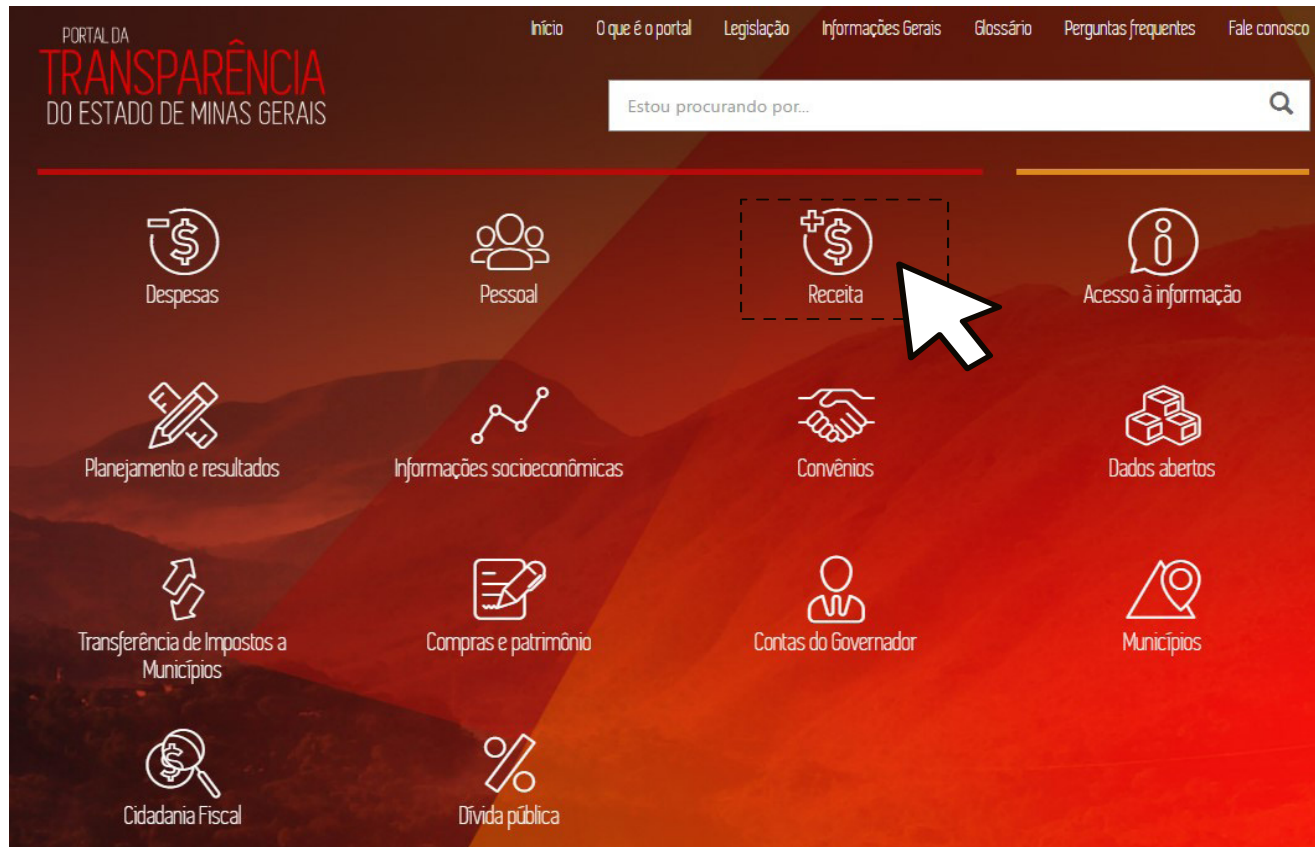 PORTAL DA
TRANSPARÊNCIA
DO ESTADO DE MINAS GERAIS
Início O que é o portal Legislação Informações Gerais Glossário Perguntas frequentes Fale conosco
Estou procurando por...
Despesas
Pessoal
Receita
Acesso à informação
Planejamento e resultados
Informações socioeconômicas
Convênios
Dados abertos
Transferência de Impostos a
Municípios
Compras e patrimônio
Contas do Governador
Municípios
Cidadania Fiscal
Dívida pública